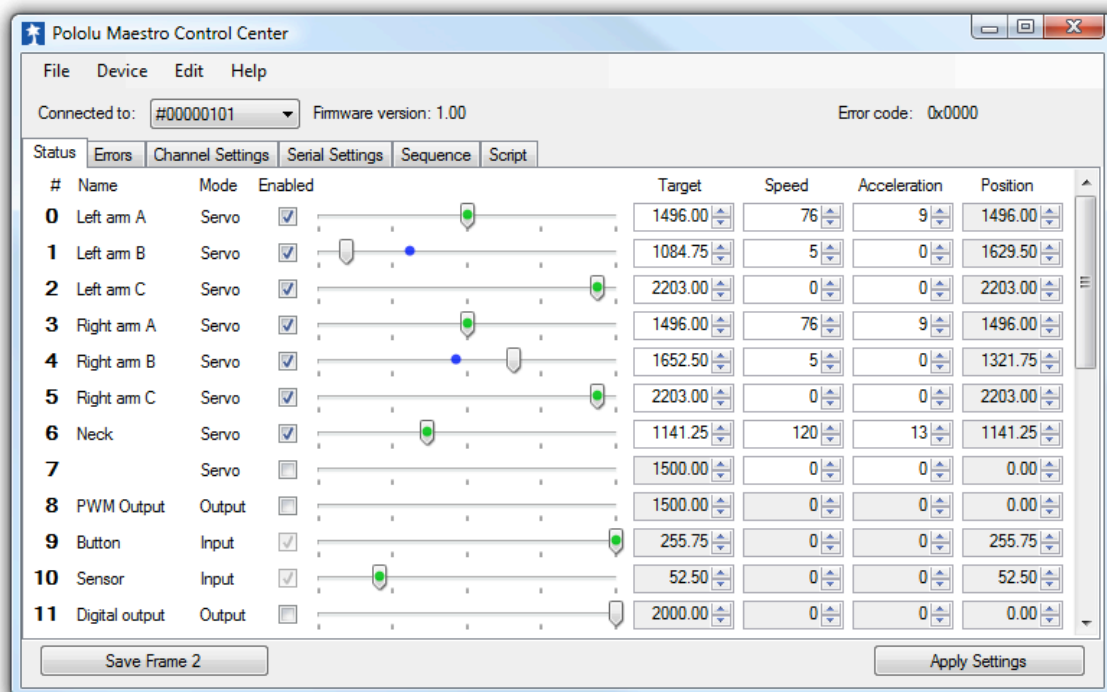 Pololu Maestro Control Center
File Device Edit Help
Connected to: #00000101 Firmware version: 1.00 Error code: 0x0000
Status Errors Channel Settings Serial Settings Sequence Script
# Name Mode Enabled Target Speed Acceleration Position
0 Left arm A Servo 1496.00 76 9 1496.00
1 Left arm B Servo 1084.75 5 0 1629.50
2 Left arm C Servo 2203.00 0 0 2203.00
3 Right arm A Servo 1496.00 76 9 1496.00
4 Right arm B Servo 1652.50 5 0 1321.75
5 Right arm C Servo 2203.00 0 0 2203.00
6 Neck Servo 1141.25 120 13 1141.25
7 Servo 1500.00 0 0 0.00
8 PWM Output Output 1500.00 0 0 0.00
9 Button Input 255.75 0 0 255.75
10 Sensor Input 52.50 0 0 52.50
11 Digital output Output 2000.00 0 0 0.00
Save Frame 2 Apply Settings